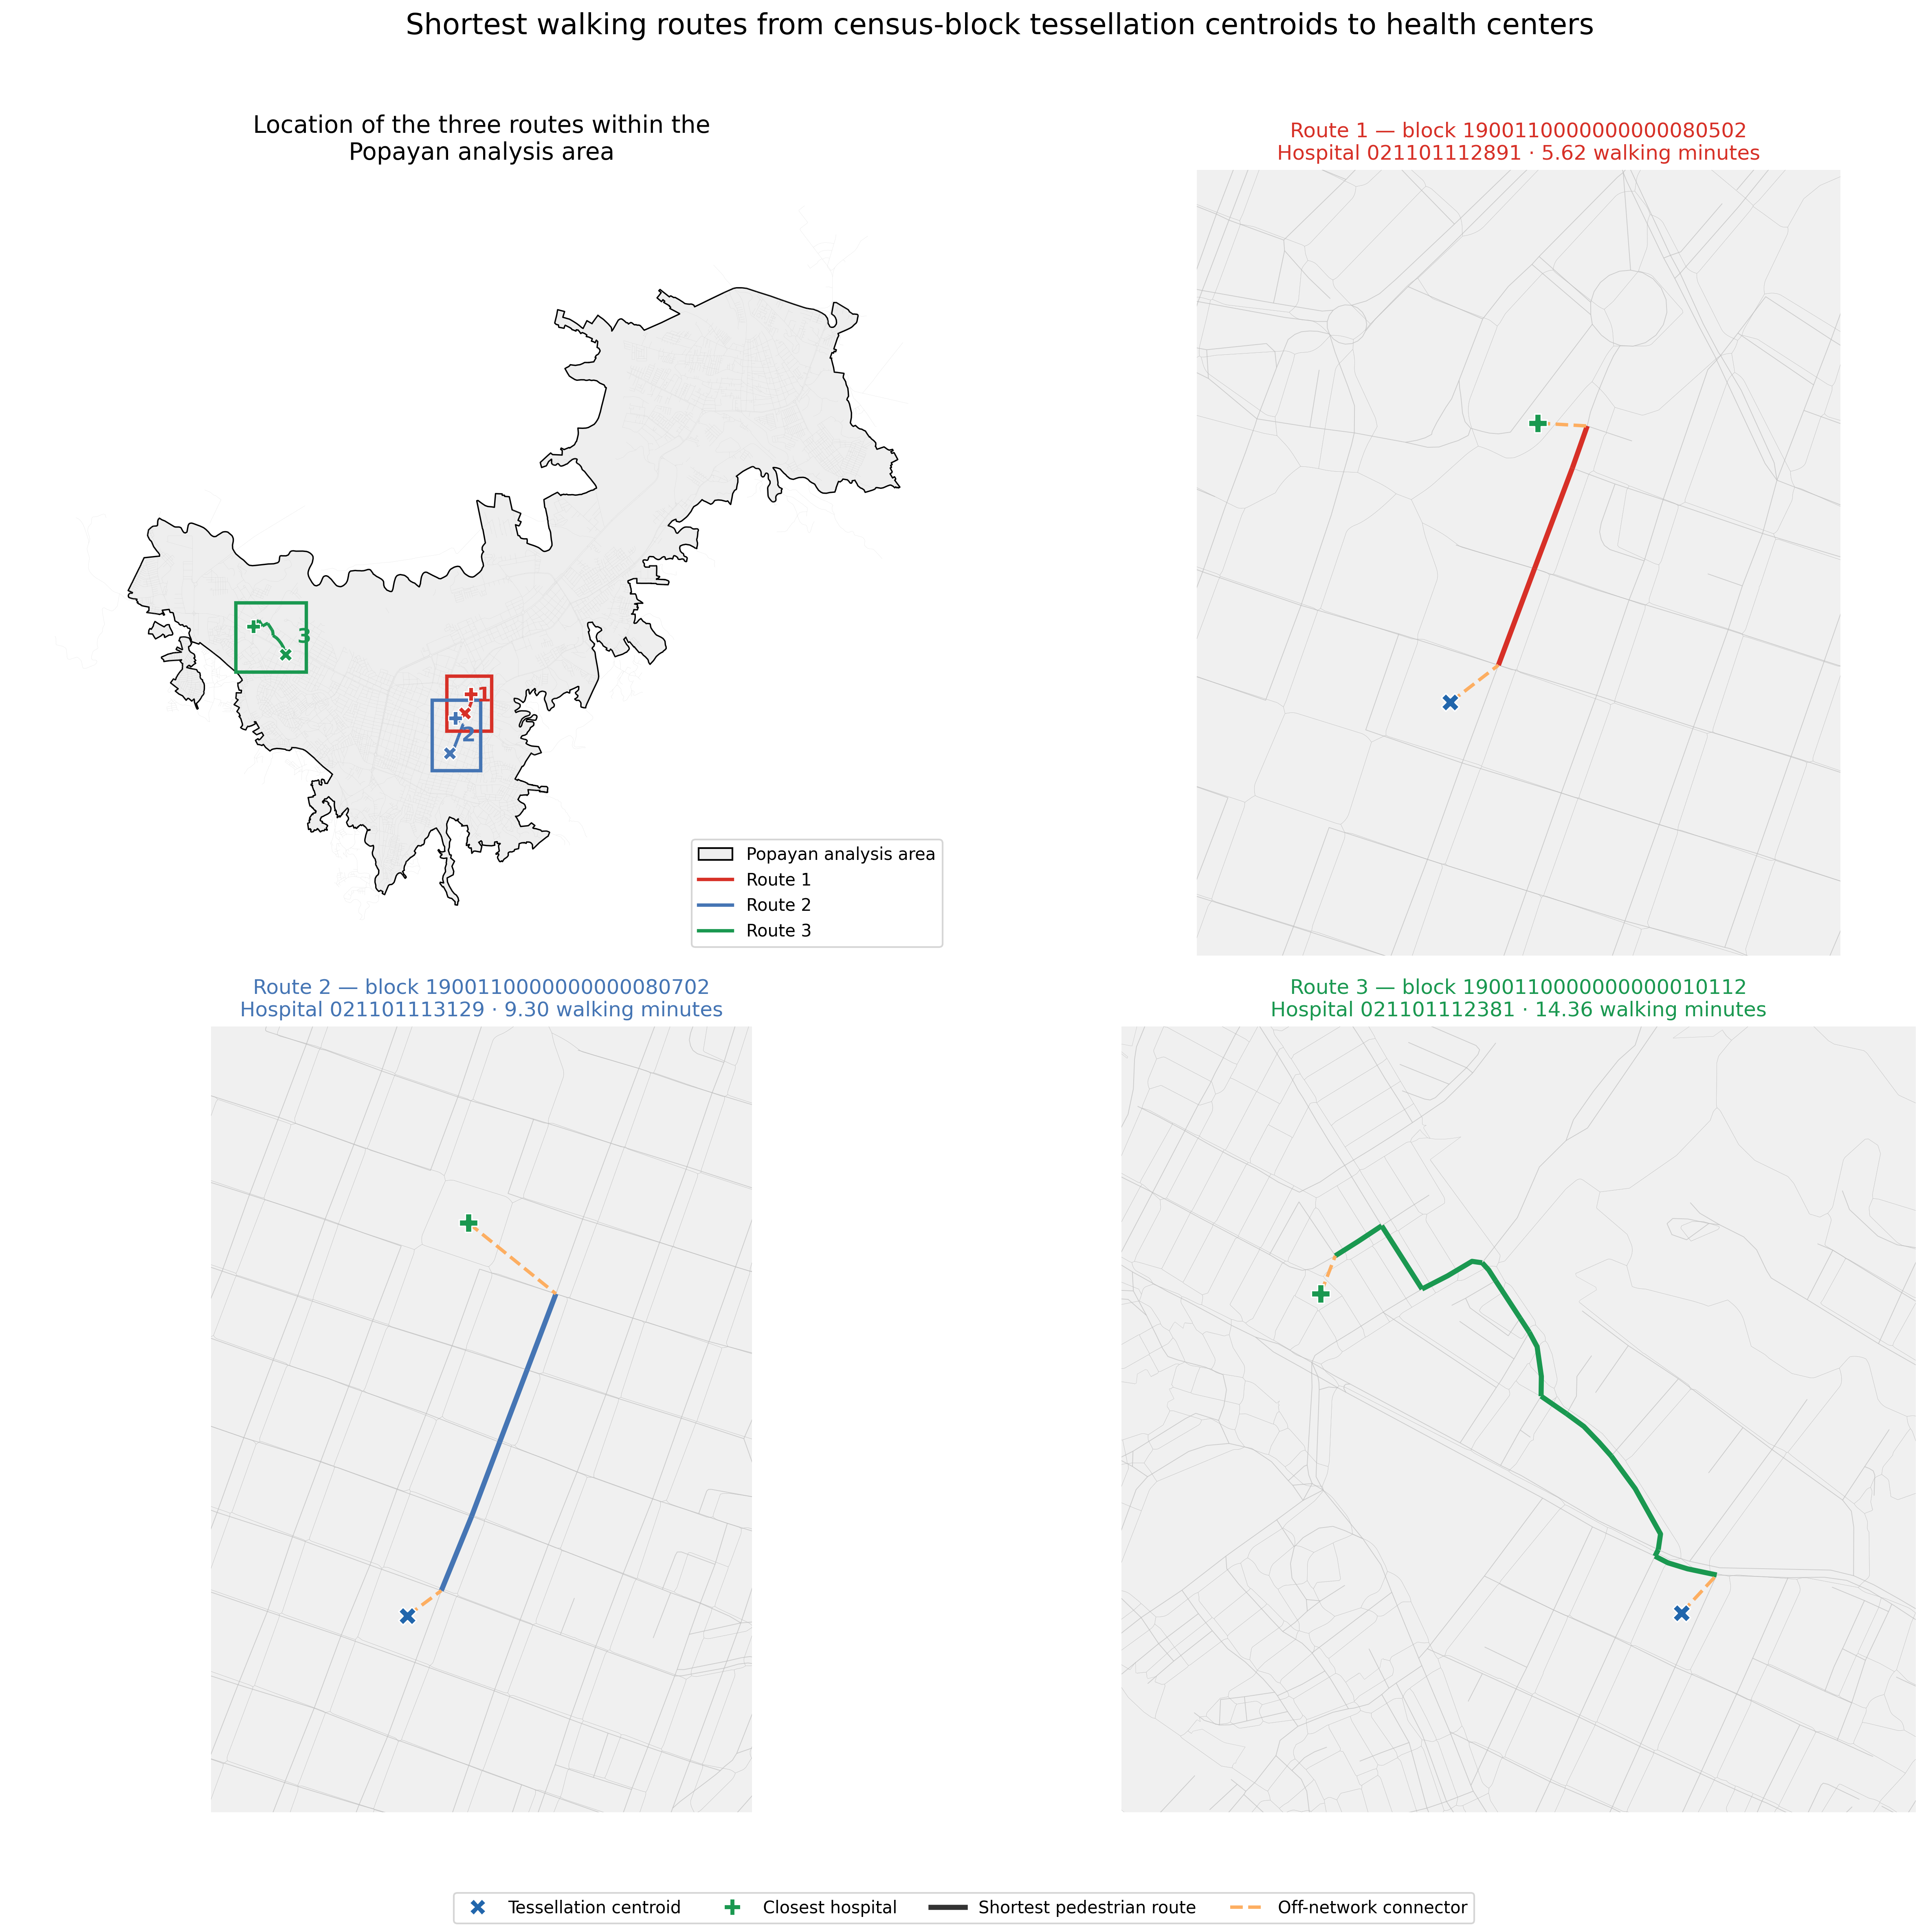 Shortest walking routes from census-block tessellation centroids to health centers
Location of the three routes within the
Popayan analysis area
3
1
2
Popayan analysis area
Route 1
Route 2
Route 3
Route 1 — block 1900110000000000080502
Hospital 021101112891 · 5.62 walking minutes
Route 2 — block 1900110000000000080702
Hospital 021101113129 · 9.30 walking minutes
Route 3 — block 1900110000000000010112
Hospital 021101112381 · 14.36 walking minutes
Tessellation centroid
Closest hospital
Shortest pedestrian route
Off-network connector